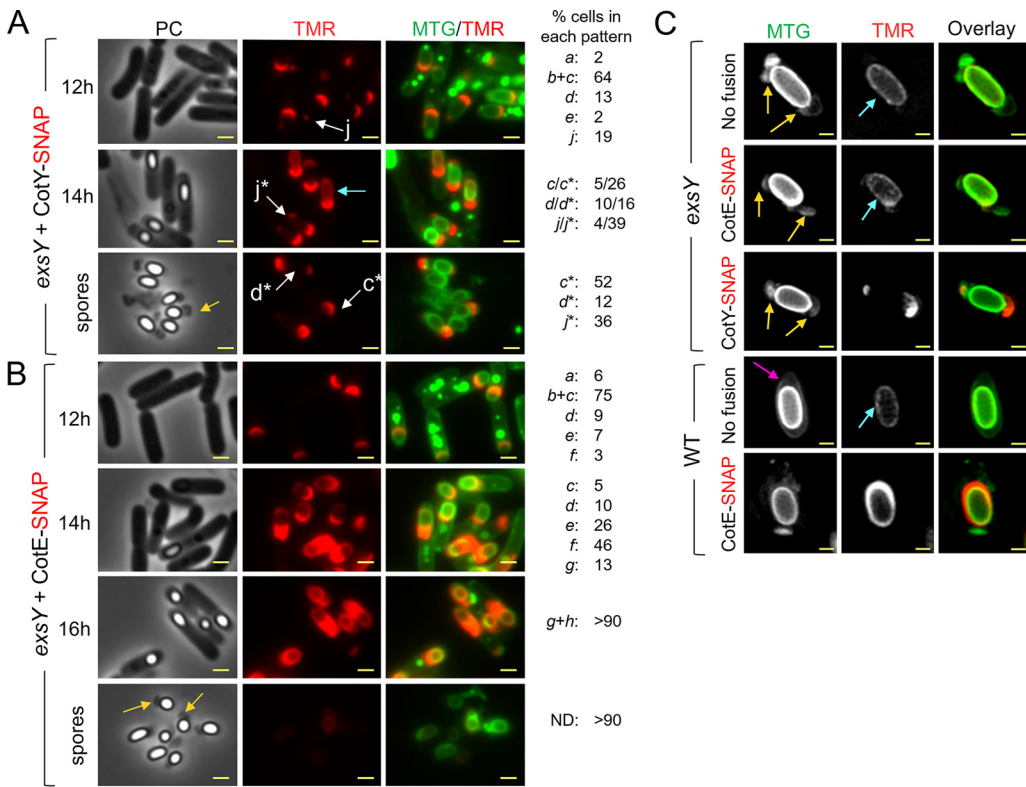 A
PC
TMR
MTG/TMR
% cells in
each pattern
exsY + CotY-SNAP
12h
j
a: 2
b+c: 64
d: 13
e: 2
j: 19
14h
j*
c/c*: 5/26
d/d*: 10/16
j/j*: 4/39
spores
d*
c*
c*: 52
d*: 12
j*: 36
B
exsY + CotE-SNAP
12h
a: 6
b+c: 75
d: 9
e: 7
f: 3
14h
c: 5
d: 10
e: 26
f: 46
g: 13
16h
g+h: >90
spores
ND: >90
C
MTG
TMR
Overlay
exsY
No fusion
CotE-SNAP
CotY-SNAP
WT
No fusion
CotE-SNAP